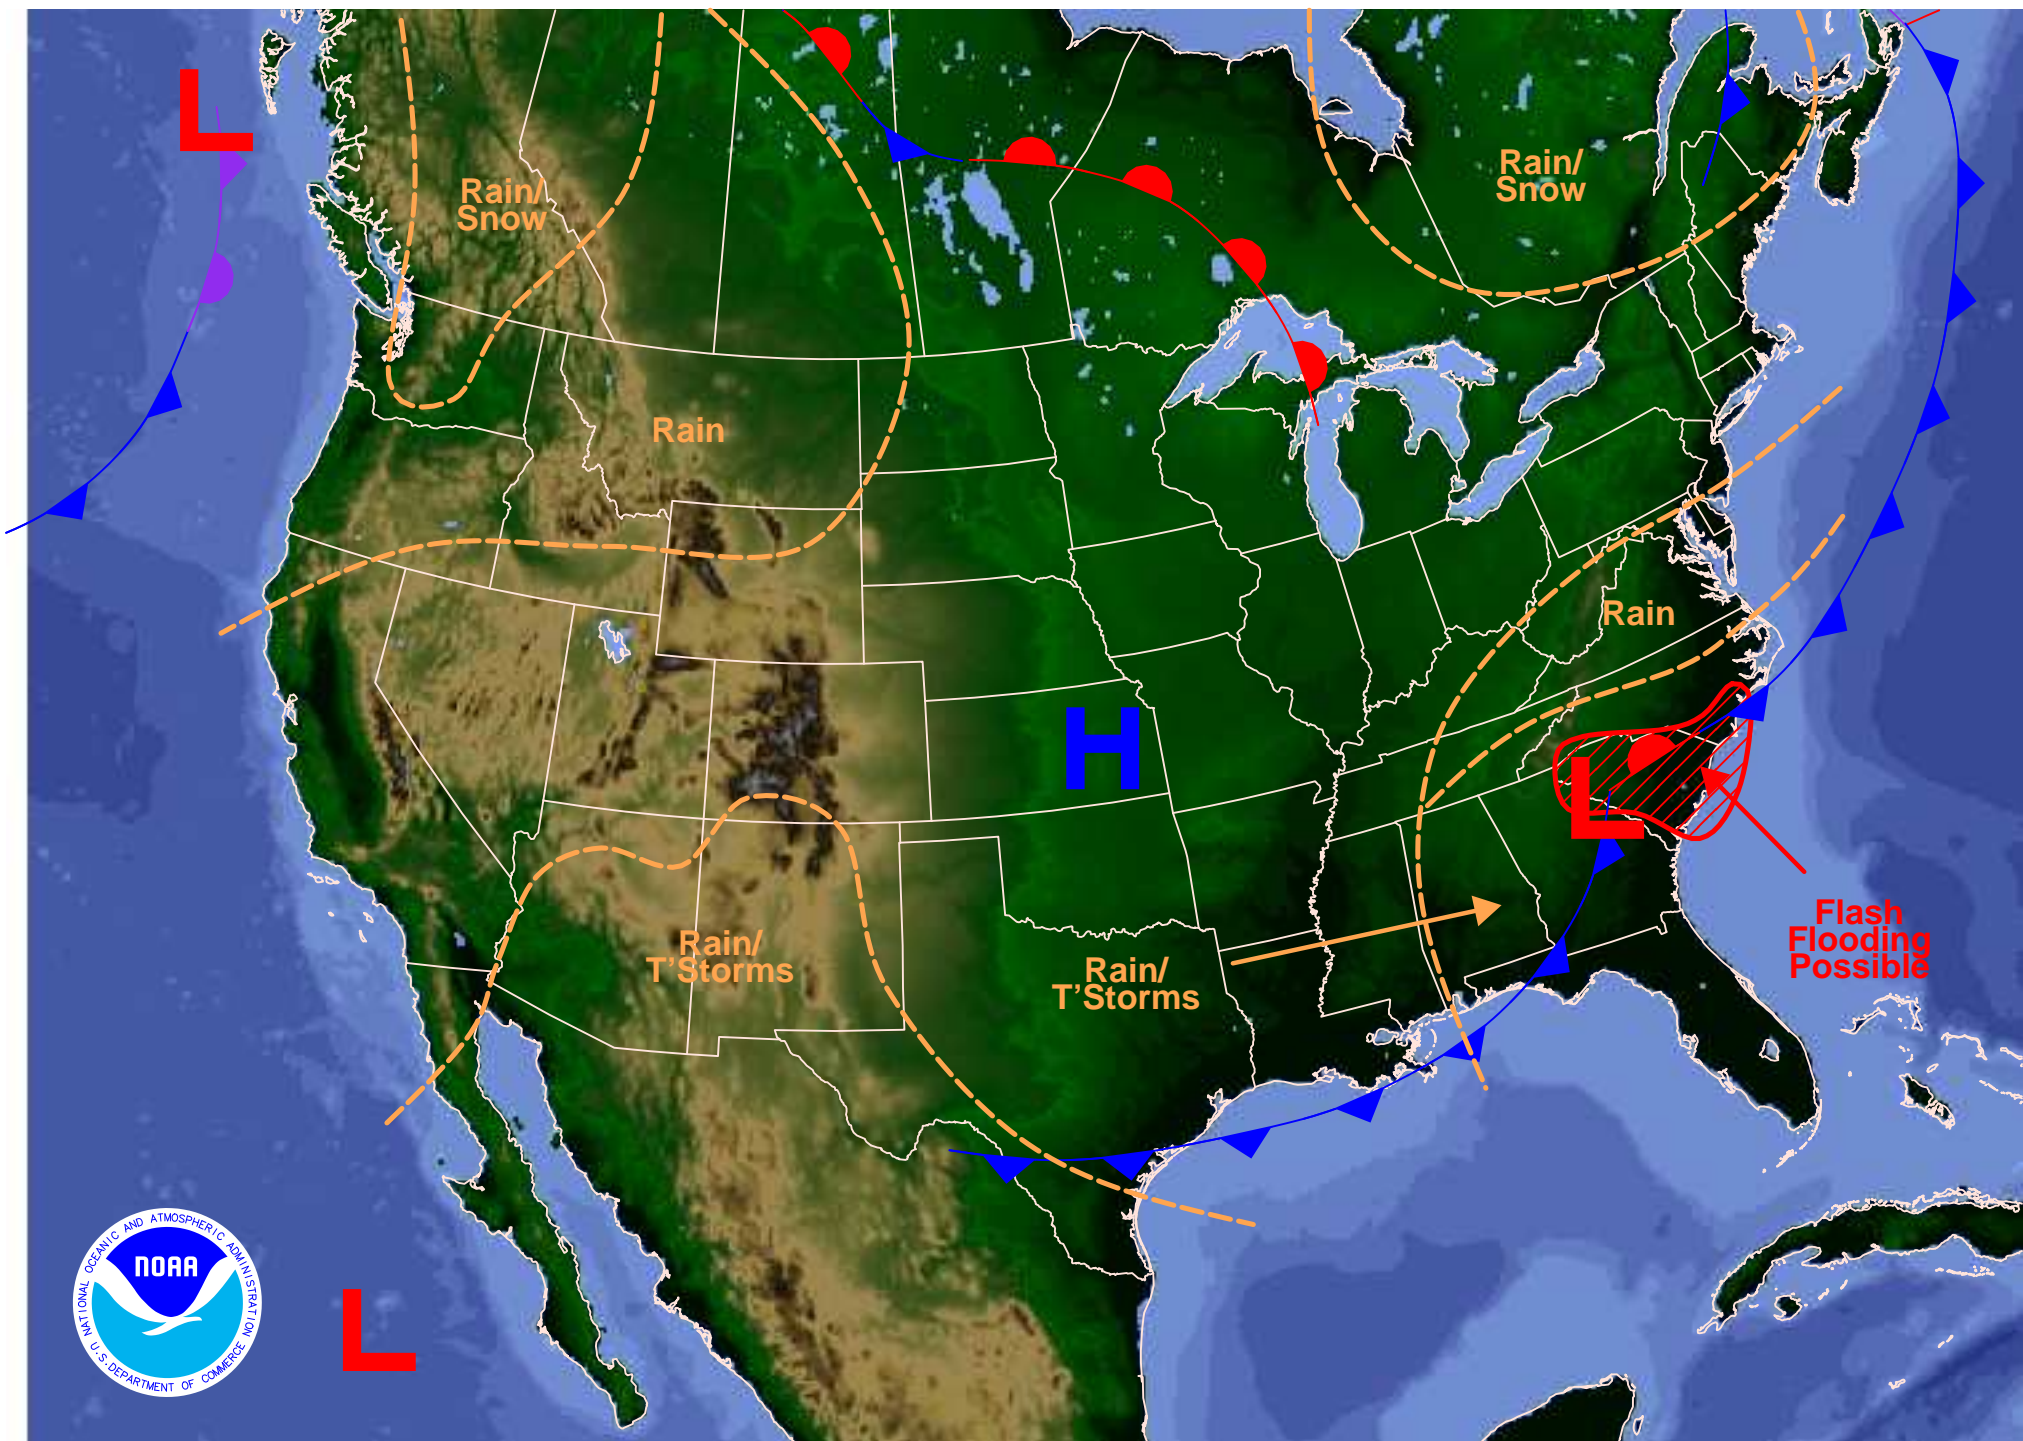 L
Rain/
Snow
Rain/
Snow
Rain
Rain
H
L
Rain/
T'Storms
Rain/
T'Storms
Flash
Flooding
Possible
L
NATIONAL OCEANIC AND ATMOSPHERIC ADMINISTRATION
NOAA
U.S. DEPARTMENT OF COMMERCE